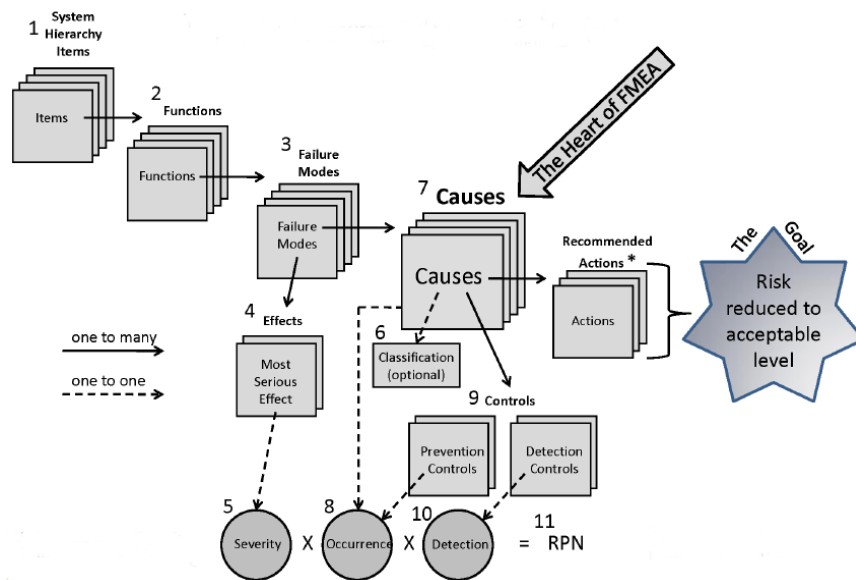 1 System
Hierarchy
Items
Items
2
Functions
Functions
3
Failure
Modes
Failure
Modes
The Heart of FMEA
7
Causes
Causes
Recommended
Actions *
Actions
The Goal
Risk
reduced to
acceptable
level
4
Effects
Most
Serious
Effect
one to many
one to one
6
Classification
(optional)
9 Controls
Prevention
Controls
Detection
Controls
5
Severity
X
8
Occurrence
X
10
Detection
=
11
RPN